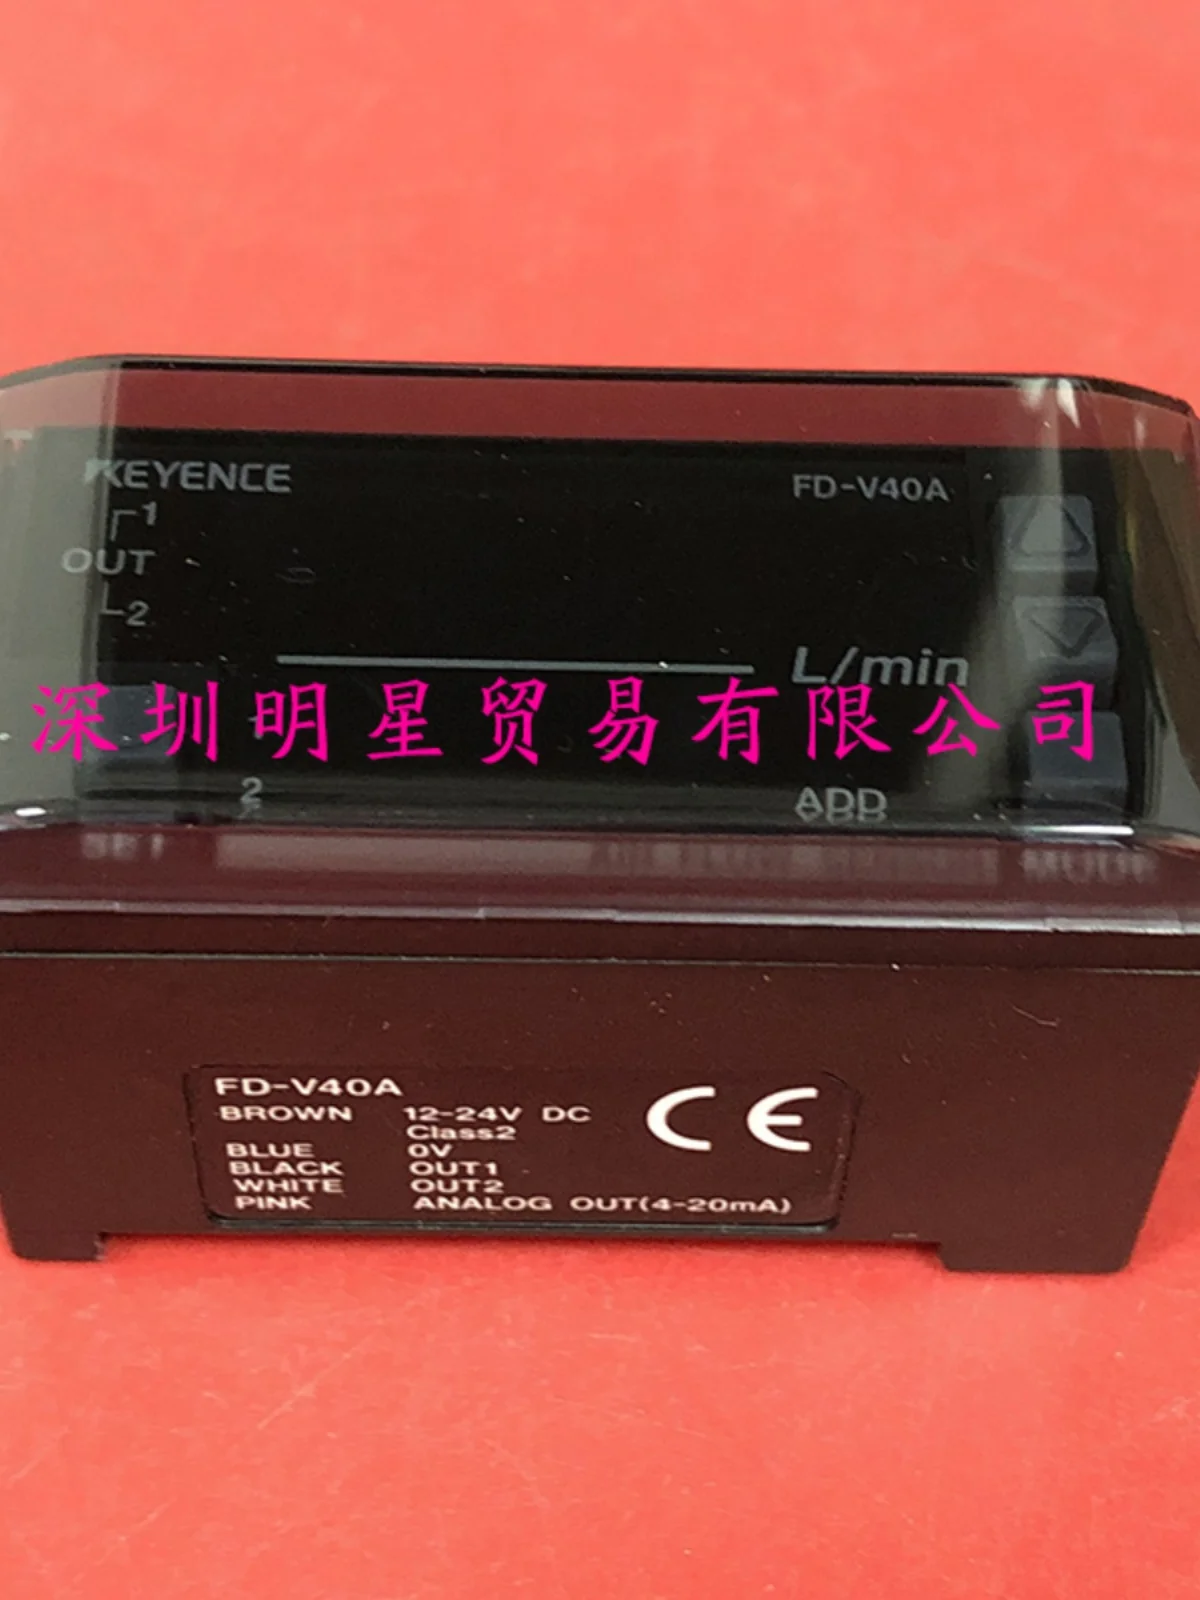 KEYENCE
FD-V40A
1
OUT
2
L/min
深圳明星贸易有限公司
2
ADD
FD-V40A
BROWN 12-24V DC
Class2
BLUE 0V
BLACK OUT1
WHITE OUT2
PINK ANALOG OUT(4-20mA)
CE